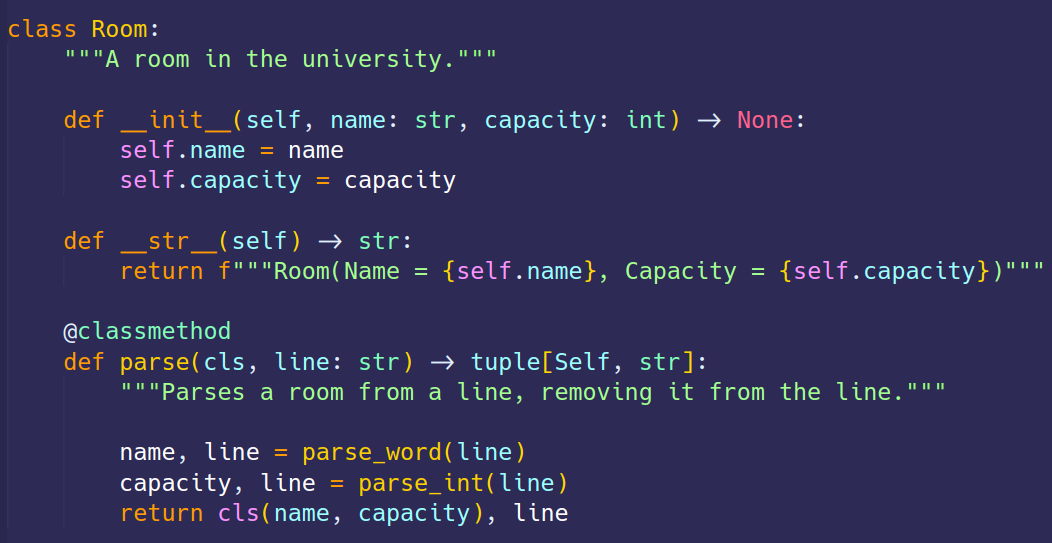 class Room:
    """A room in the university."""

    def __init__(self, name: str, capacity: int) → None:
        self.name = name
        self.capacity = capacity

    def __str__(self) → str:
        return f"""Room(Name = {self.name}, Capacity = {self.capacity})"""

    @classmethod
    def parse(cls, line: str) → tuple[Self, str]:
        """Parses a room from a line, removing it from the line."""

        name, line = parse_word(line)
        capacity, line = parse_int(line)
        return cls(name, capacity), line